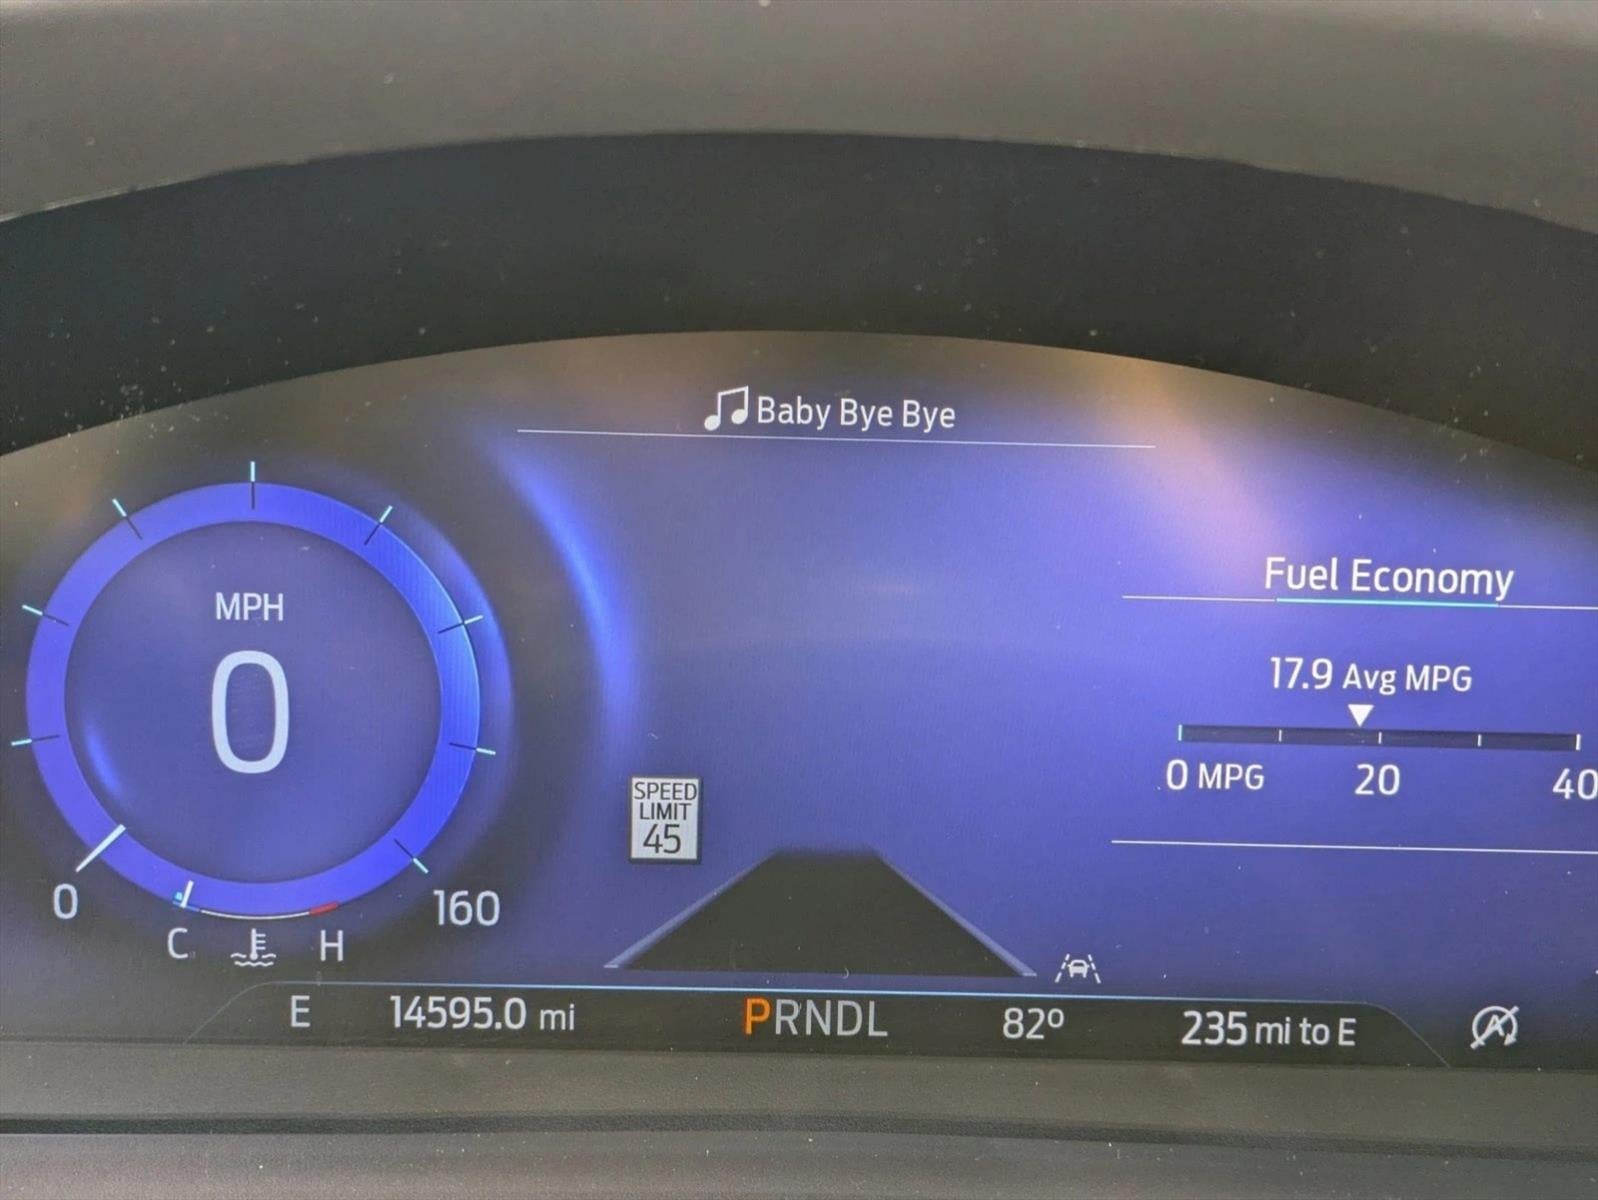 Baby Bye Bye
Fuel Economy
17.9 Avg MPG
0 MPG 20 40
MPH
0
SPEED
LIMIT
45
0 160
C H
E 14595.0 mi PRNDL 82º 235 mi to E
A